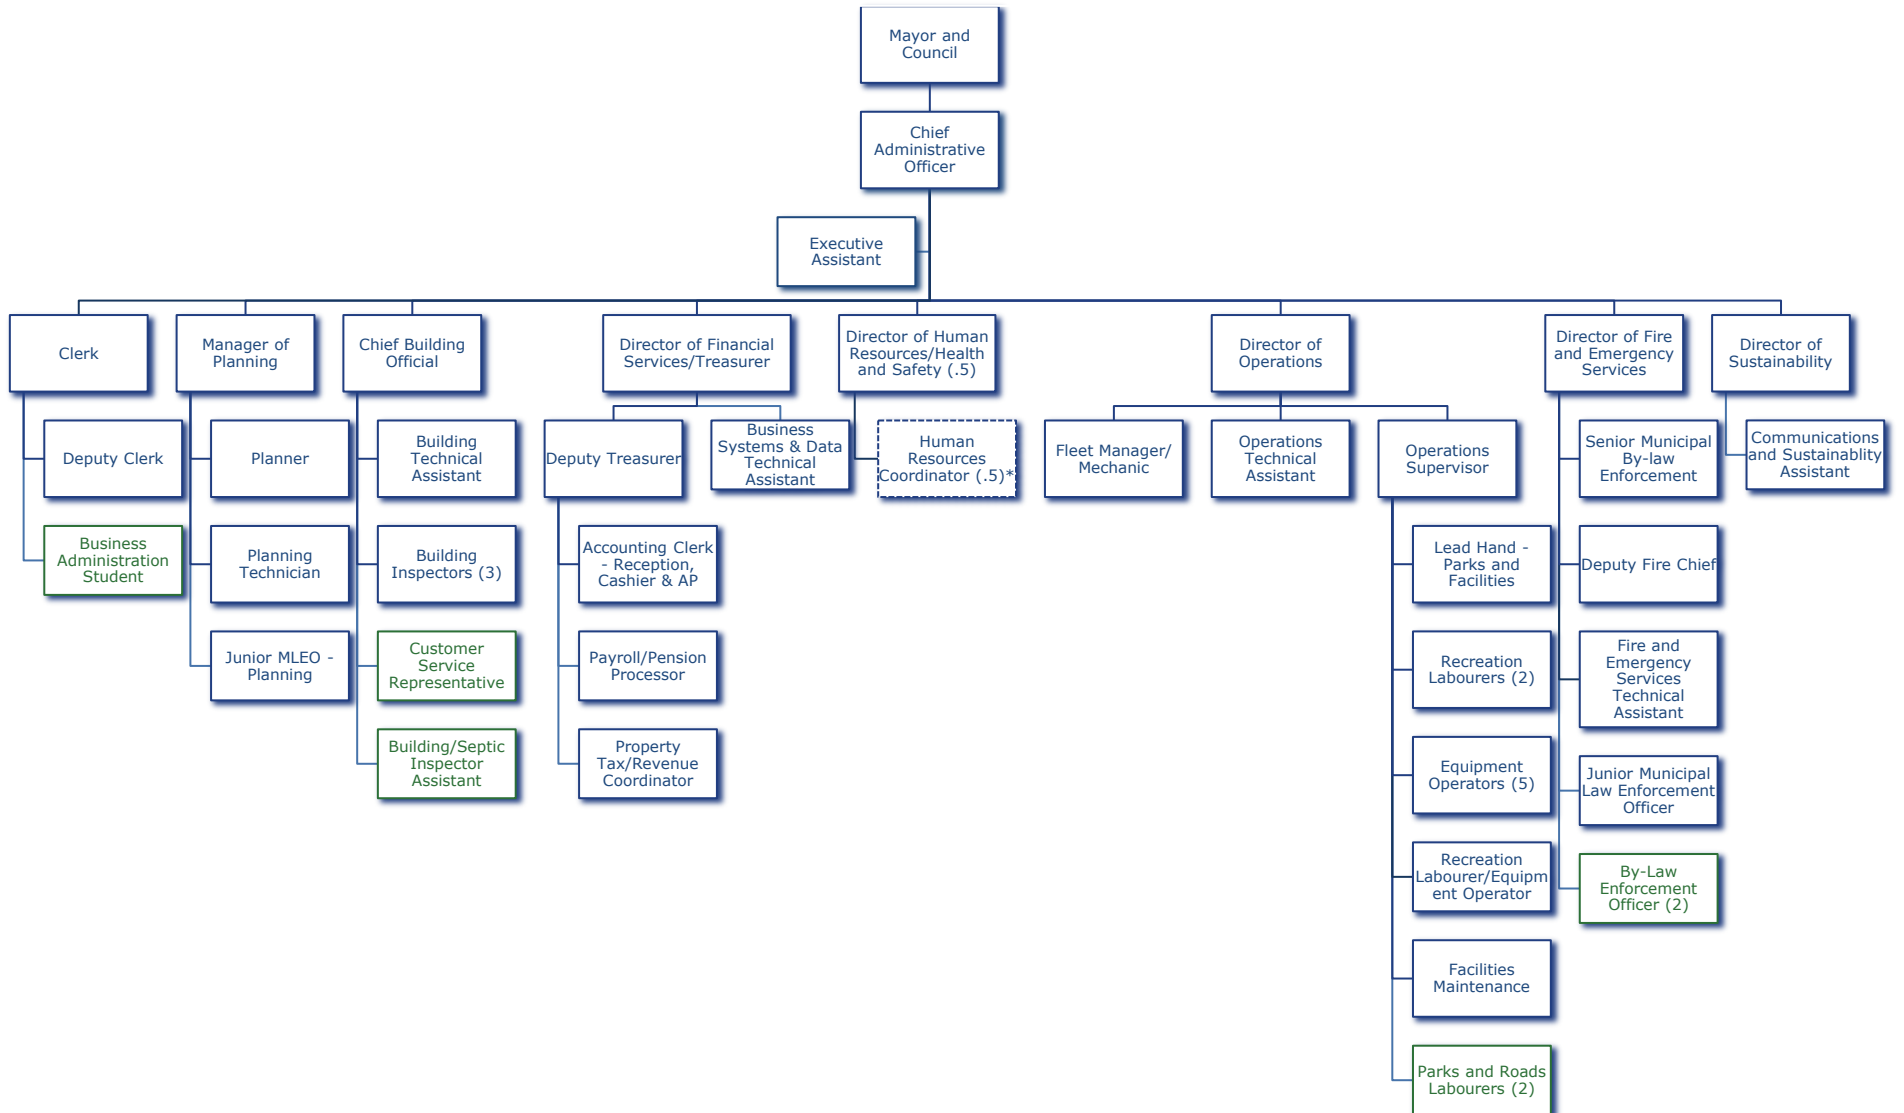 Mayor and
Council
Chief
Administrative
Officer
Executive
Assistant
Clerk
Manager of
Planning
Chief Building
Official
Director of Financial
Services/Treasurer
Director of Human
Resources/Health
and Safety (.5)
Director of
Operations
Director of Fire
and Emergency
Services
Director of
Sustainability
Deputy Clerk
Planner
Building
Technical
Assistant
Deputy Treasurer
Business
Systems & Data
Technical
Assistant
Human
Resources
Coordinator (.5)*
Fleet Manager/
Mechanic
Operations
Technical
Assistant
Operations
Supervisor
Senior Municipal
By-law
Enforcement
Communications
and Sustainablity
Assistant
Business
Administration
Student
Planning
Technician
Building
Inspectors (3)
Accounting Clerk
- Reception,
Cashier & AP
Lead Hand -
Parks and
Facilities
Deputy Fire Chief
Junior MLEO -
Planning
Customer
Service
Representative
Payroll/Pension
Processor
Recreation
Labourers (2)
Fire and
Emergency
Services
Technical
Assistant
Building/Septic
Inspector
Assistant
Property
Tax/Revenue
Coordinator
Equipment
Operators (5)
Junior Municipal
Law Enforcement
Officer
Recreation
Labourer/Equipm
ent Operator
By-Law
Enforcement
Officer (2)
Facilities
Maintenance
Parks and Roads
Labourers (2)